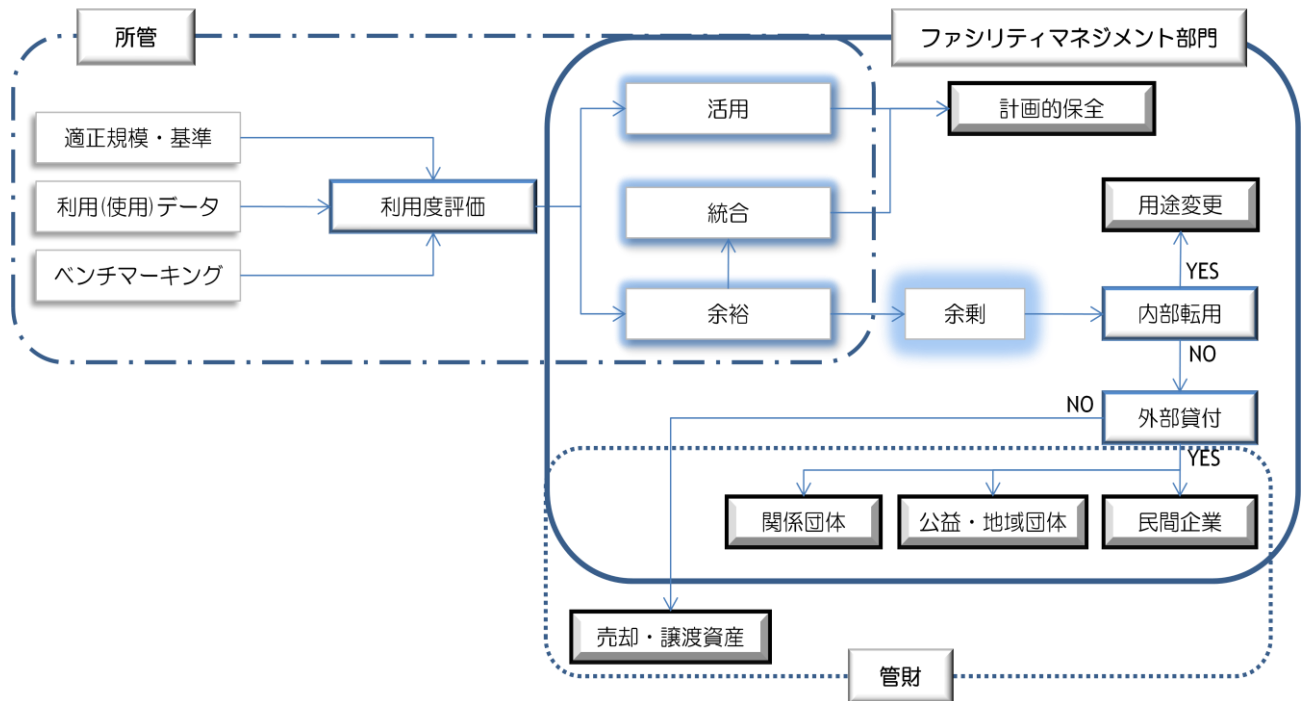 所管
ファシリティマネジメント部門
活用
計画的保全
適正規模・基準
利用(使用)データ
利用度評価
統合
用途変更
ベンチマーキング
YES
余裕
余剰
内部転用
NO
NO
外部貸付
YES
関係団体
公益・地域団体
民間企業
売却・譲渡資産
管財